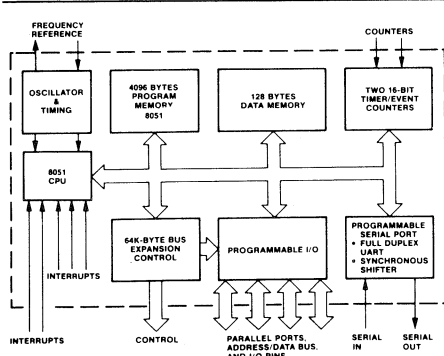 FREQUENCY
REFERENCE
COUNTERS
OSCILLATOR
&
TIMING
4096 BYTES
PROGRAM
MEMORY
8051
128 BYTES
DATA MEMORY
TWO 16-BIT
TIMER/EVENT
COUNTERS
8051
CPU
64K-BYTE BUS
EXPANSION
CONTROL
PROGRAMMABLE I/O
PROGRAMMABLE
SERIAL PORT
• FULL DUPLEX
UART
• SYNCHRONOUS
SHIFTER
INTERRUPTS
INTERRUPTS
CONTROL
PARALLEL PORTS,
ADDRESS/DATA BUS,
AND I/O PINS
SERIAL
IN
SERIAL
OUT